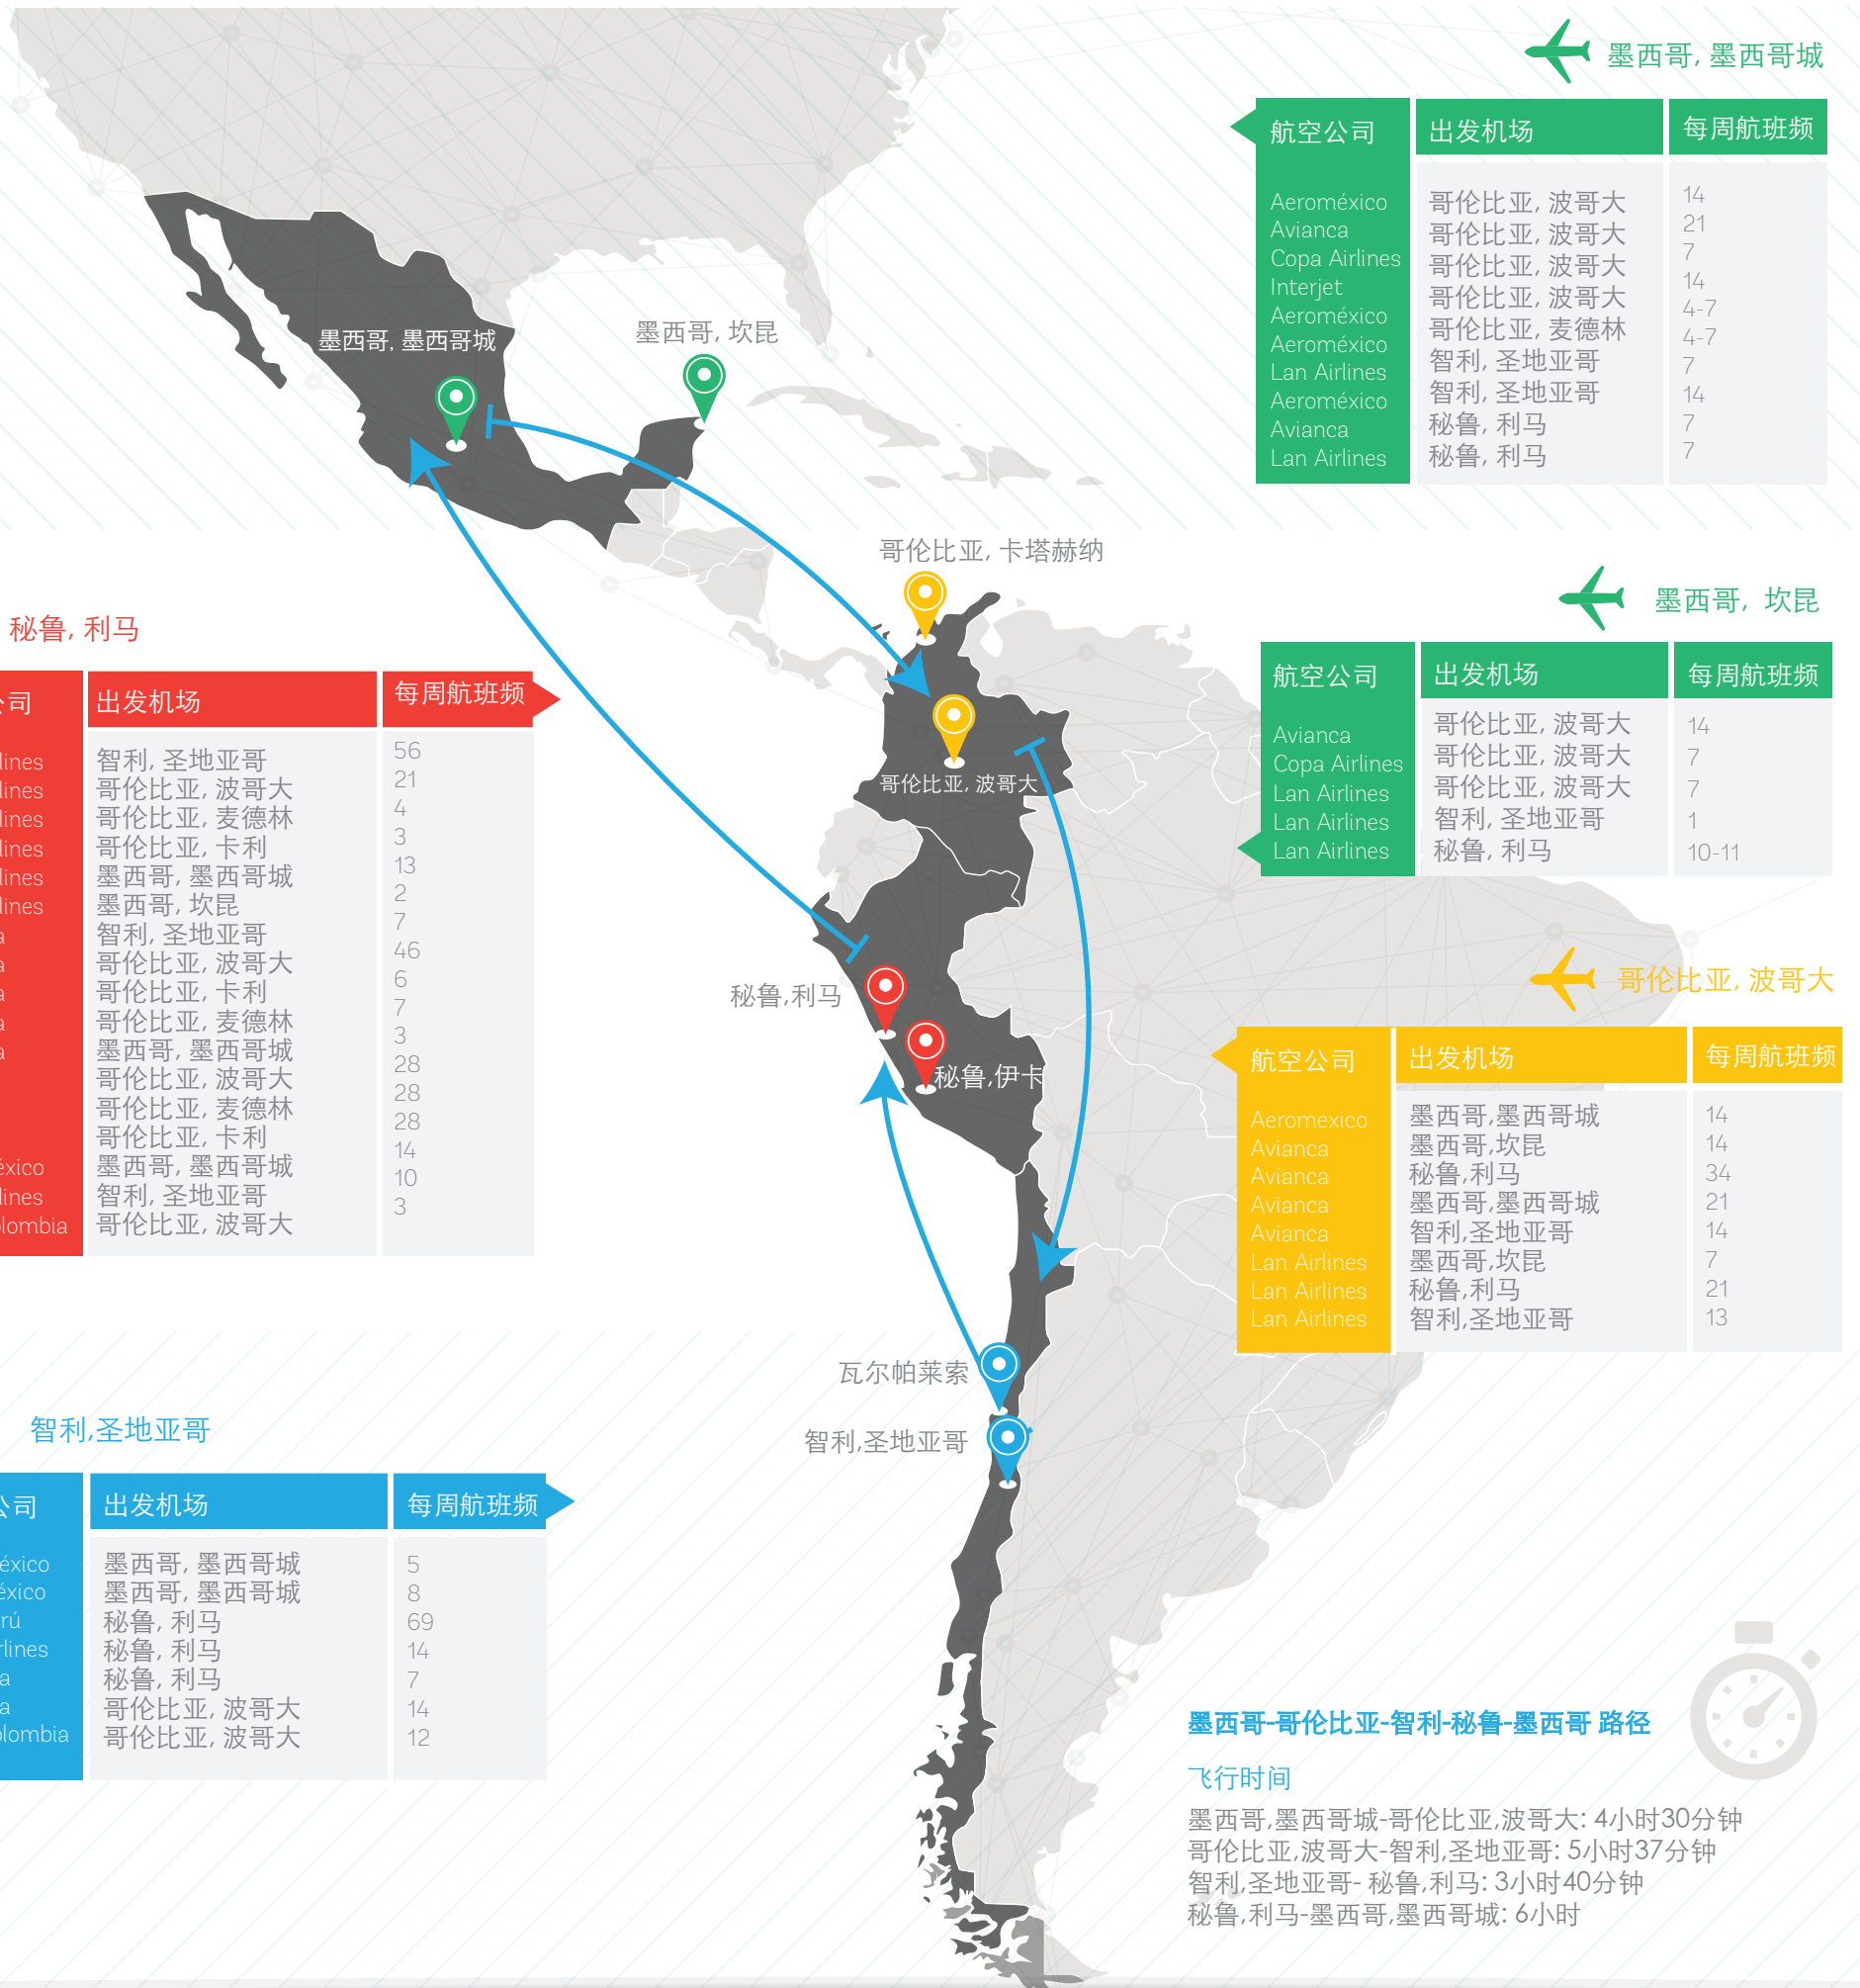 墨西哥, 墨西哥城
航空公司 出发机场 每周航班频
Aeroméxico 哥伦比亚, 波哥大 14
Avianca 哥伦比亚, 波哥大 21
Copa Airlines 哥伦比亚, 波哥大 7
Interjet 哥伦比亚, 波哥大 14
Aeroméxico 哥伦比亚, 麦德林 4-7
Aeroméxico 智利, 圣地亚哥 4-7
Lan Airlines 智利, 圣地亚哥 7
Aeroméxico 秘鲁, 利马 14
Avianca 秘鲁, 利马 7
Lan Airlines 7
墨西哥, 墨西哥城
墨西哥, 坎昆
哥伦比亚, 卡塔赫纳
墨西哥, 坎昆
航空公司 出发机场 每周航班频
Avianca 哥伦比亚, 波哥大 14
Copa Airlines 哥伦比亚, 波哥大 7
Lan Airlines 哥伦比亚, 波哥大 7
Lan Airlines 智利, 圣地亚哥 1
Lan Airlines 秘鲁, 利马 10-11
秘鲁, 利马
公司 出发机场 每周航班频
lines 智利, 圣地亚哥 56
lines 哥伦比亚, 波哥大 21
lines 哥伦比亚, 麦德林 4
lines 哥伦比亚, 卡利 3
lines 墨西哥, 墨西哥城 13
lines 墨西哥, 坎昆 2
a 智利, 圣地亚哥 7
a 哥伦比亚, 波哥大 46
a 哥伦比亚, 卡利 6
a 哥伦比亚, 麦德林 7
a 墨西哥, 墨西哥城 3
哥伦比亚, 波哥大 28
哥伦比亚, 麦德林 28
哥伦比亚, 卡利 28
éxico 墨西哥, 墨西哥城 14
lines 智利, 圣地亚哥 10
olombia 哥伦比亚, 波哥大 3
哥伦比亚, 波哥大
秘鲁,利马
秘鲁,伊卡
哥伦比亚, 波哥大
航空公司 出发机场 每周航班频
Aeromexico 墨西哥,墨西哥城 14
Avianca 墨西哥,坎昆 14
Avianca 秘鲁,利马 34
Avianca 墨西哥,墨西哥城 21
Avianca 智利,圣地亚哥 14
Lan Airlines 墨西哥,坎昆 7
Lan Airlines 秘鲁,利马 21
Lan Airlines 智利,圣地亚哥 13
瓦尔帕莱索
智利,圣地亚哥
智利,圣地亚哥
公司 出发机场 每周航班频
éxico 墨西哥, 墨西哥城 5
éxico 墨西哥, 墨西哥城 8
rú 秘鲁, 利马 69
rlines 秘鲁, 利马 14
a 秘鲁, 利马 7
a 哥伦比亚, 波哥大 14
olombia 哥伦比亚, 波哥大 12
墨西哥-哥伦比亚-智利-秘鲁-墨西哥 路径
飞行时间
墨西哥,墨西哥城-哥伦比亚,波哥大: 4小时30分钟
哥伦比亚,波哥大-智利,圣地亚哥: 5小时37分钟
智利,圣地亚哥- 秘鲁,利马: 3小时40分钟
秘鲁,利马-墨西哥,墨西哥城: 6小时